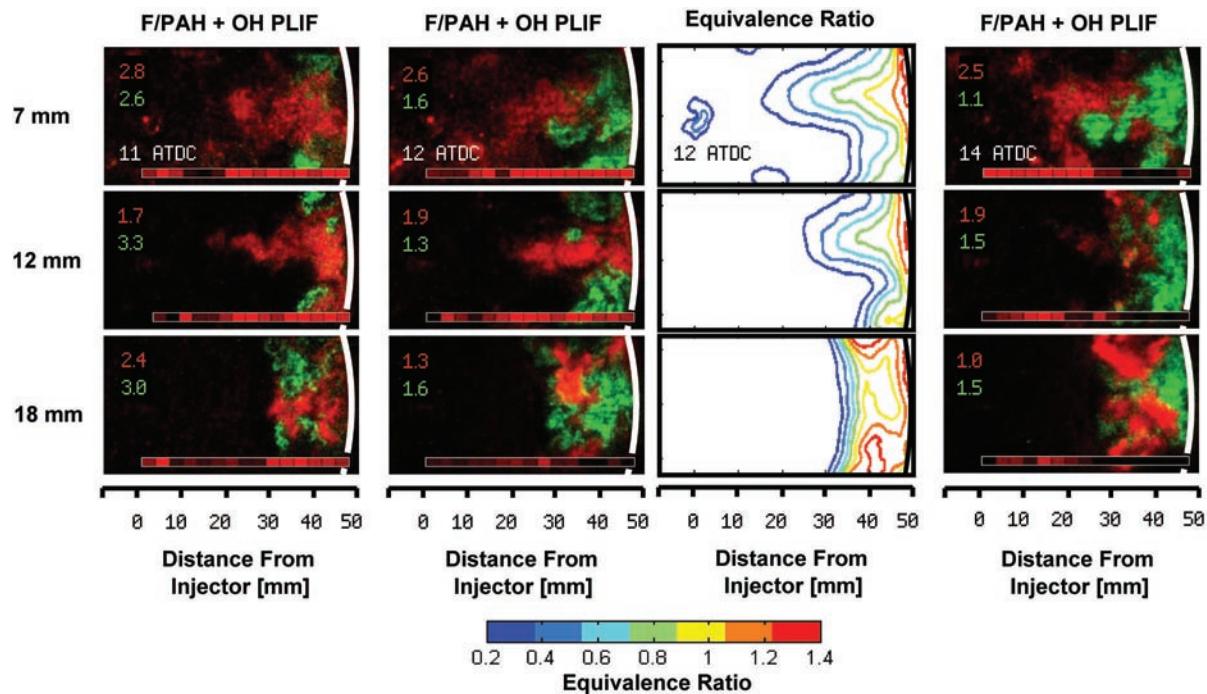 F/PAH + OH PLIF F/PAH + OH PLIF Equivalence Ratio F/PAH + OH PLIF
7 mm
2.8
2.6
11 ATDC
2.6
1.6
12 ATDC
12 ATDC
2.5
1.1
14 ATDC
12 mm
1.7
3.3
1.9
1.3
1.9
1.5
18 mm
2.4
3.0
1.3
1.6
1.0
1.5
0 10 20 30 40 50
0 10 20 30 40 50
0 10 20 30 40 50
0 10 20 30 40 50
Distance From
Injector [mm]
Distance From
Injector [mm]
Distance From
Injector [mm]
Distance From
Injector [mm]
0.2 0.4 0.6 0.8 1 1.2 1.4
Equivalence Ratio